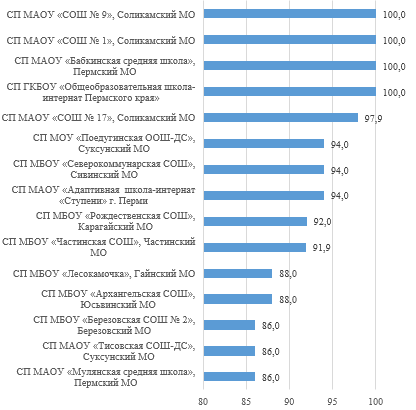 СП МАОУ «СОШ № 9», Соликамский МО
100,0
СП МАОУ «СОШ № 1», Соликамский МО
100,0
СП МАОУ «Бабкинская средняя школа»,
Пермский МО
100,0
СП ГКБОУ «Общеобразовательная школа-
интернат Пермского края»
100,0
СП МАОУ «СОШ № 17», Соликамский МО
97,9
СП МОУ «Поедугинская ООШ-ДС»,
Суксунский МО
94,0
СП МБОУ «Северокоммунарская СОШ»,
Сивинский МО
94,0
СП МАОУ «Адаптивная школа-интернат
«Ступени» г. Перми
94,0
СП МБОУ «Рождественская СОШ»,
Карагайский МО
92,0
СП МБОУ «Частинская СОШ», Частинский
МО
91,9
СП МБОУ «Лесокамочка», Гайнский МО
88,0
СП МБОУ «Архангельская СОШ»,
Юсьвинский МО
88,0
СП МБОУ «Березовская СОШ № 2»,
Березовский МО
86,0
СП МАОУ «Тисовская СОШ-ДС»,
Суксунский МО
86,0
СП МАОУ «Мулянская средняя школа»,
Пермский МО
86,0
80 85 90 95 100